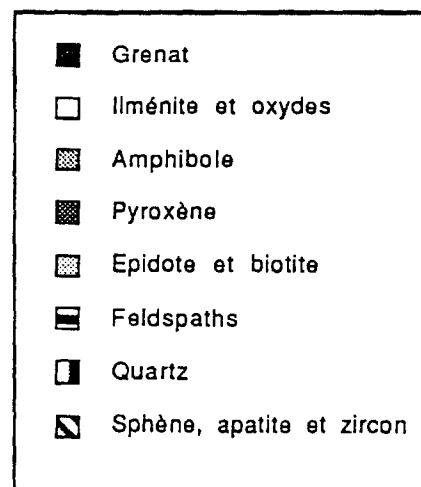 Grenat
Ilménite et oxydes
Amphibole
Pyroxène
Epidote et biotite
Feldspaths
Quartz
Sphène, apatite et zircon